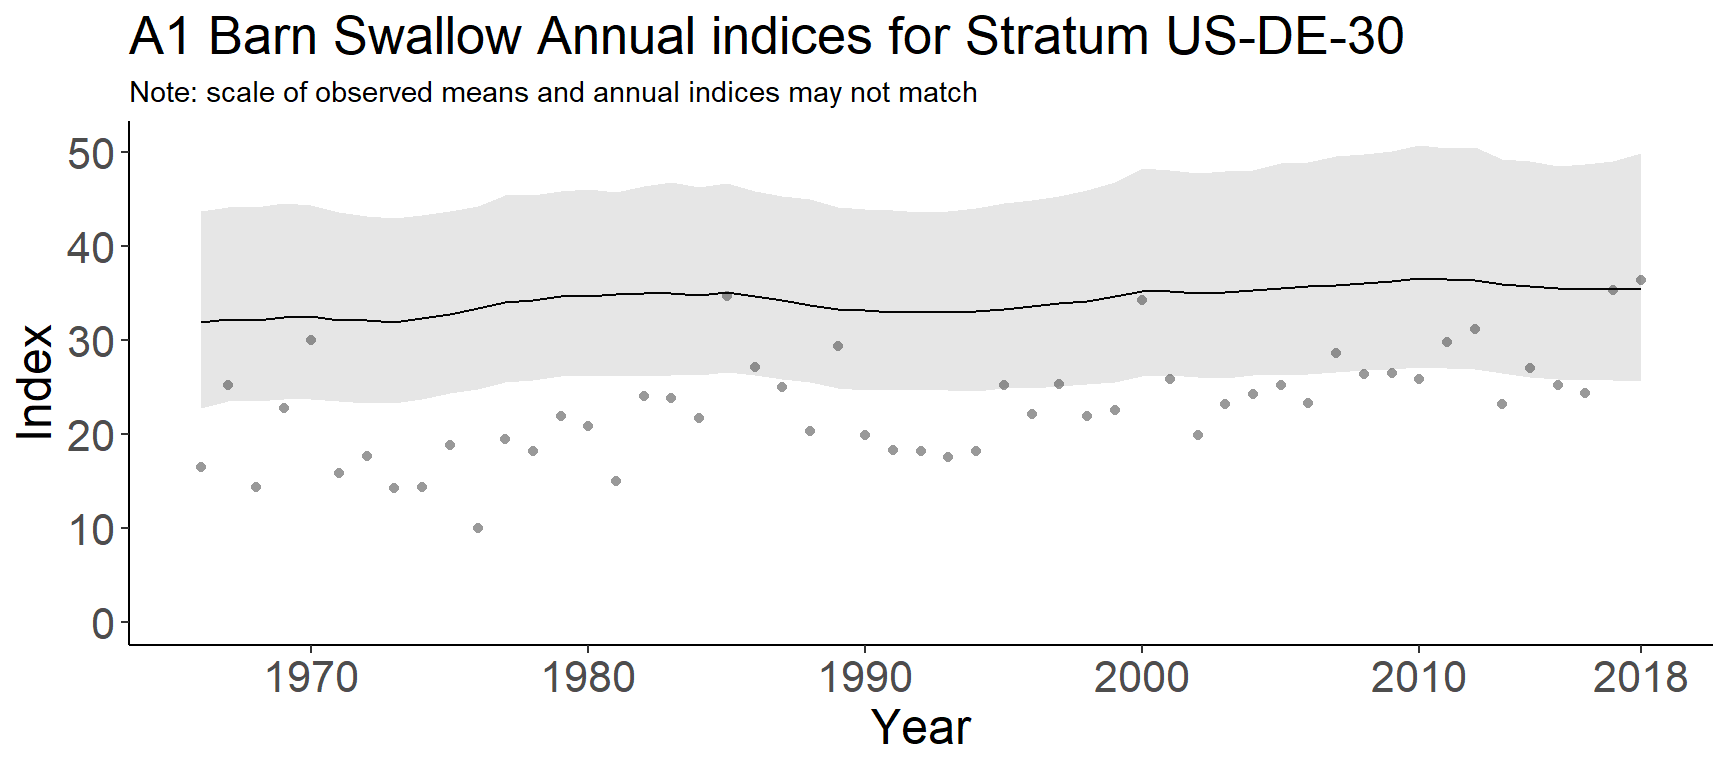 A1 Barn Swallow Annual indices for Stratum US-DE-30
Note: scale of observed means and annual indices may not match
50
40
30
20
10
0
Index
1970 1980 1990 2000 2010 2018
Year